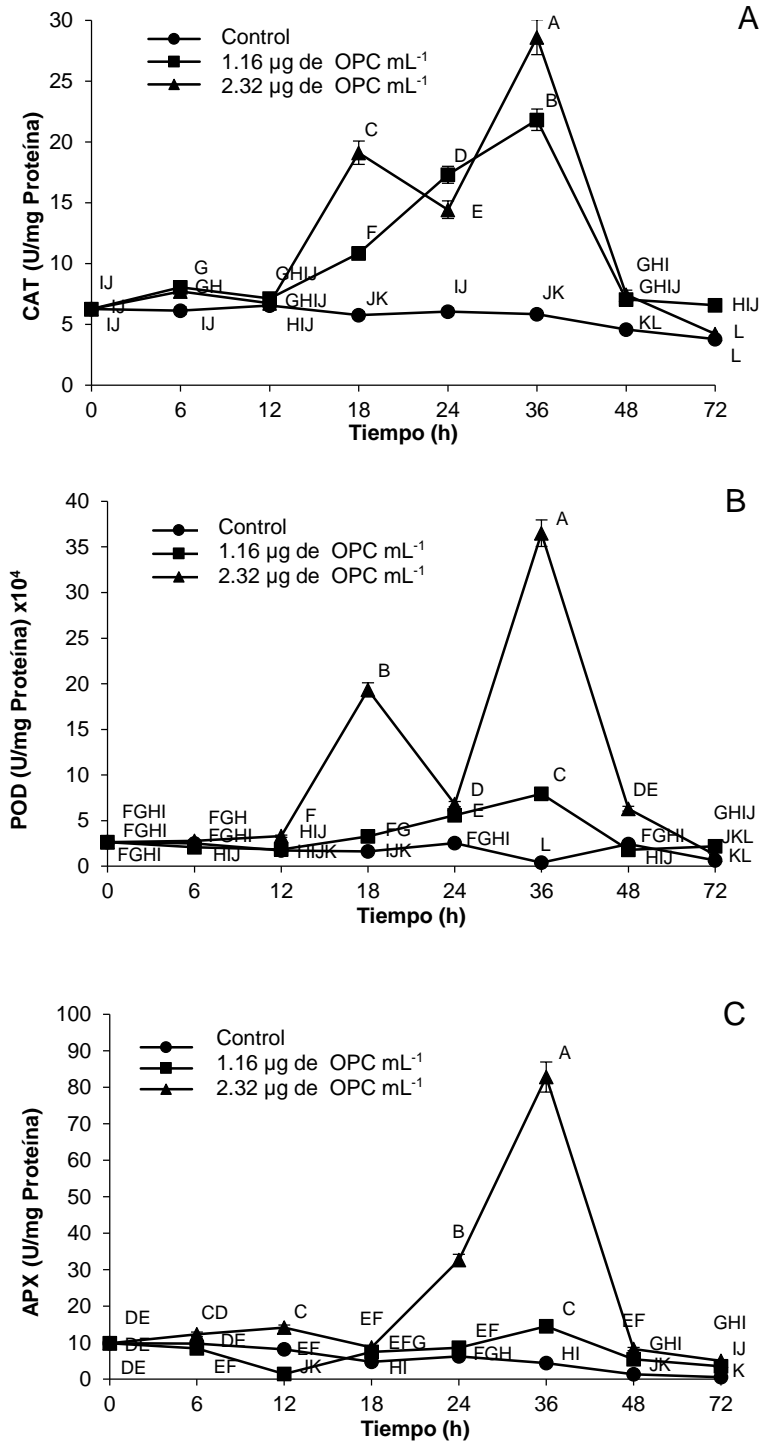 A
Control
1.16 µg de OPC mL-1
2.32 µg de OPC mL-1
CAT (U/mg Proteína)
30
25
20
15
10
5
0
A
B
C
D
E
F
G
GH
GHIJ
GHIJ
HIJ
IJ
IJ
IJ
IJ
JK
IJ
JK
GHI
GHIJ
KL
HIJ
L
L
0 6 12 18 24 36 48 72
Tiempo (h)
B
Control
1.16 µg de OPC mL-1
2.32 µg de OPC mL-1
POD (U/mg Proteína) x10⁴
40
35
30
25
20
15
10
5
0
A
B
C
D
E
DE
FGHI
FGHI
FGHI
FGH
FGHI
HIJ
F
HIJ
HIJK
FG
IJK
FGHI
L
FGHI
HIJ
GHIJ
JKL
KL
0 6 12 18 24 36 48 72
Tiempo (h)
C
Control
1.16 µg de OPC mL-1
2.32 µg de OPC mL-1
APX (U/mg Proteína)
100
90
80
70
60
50
40
30
20
10
0
A
B
C
DE
DE
DE
CD
DE
EF
C
EF
JK
EF
EFG
HI
EF
FGH
HI
EF
GHI
JK
GHI
IJ
K
0 6 12 18 24 36 48 72
Tiempo (h)